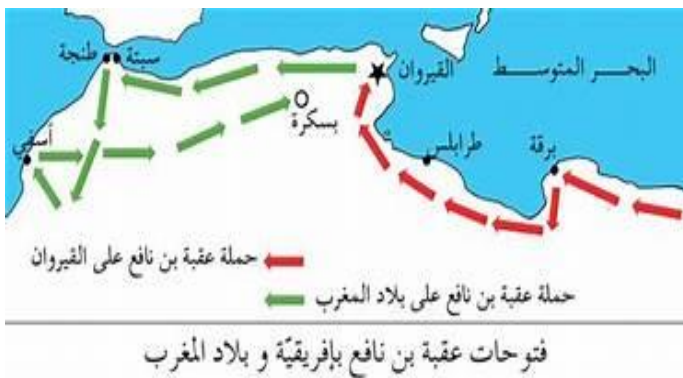 سبتة
طنجة
البحر المتوسط
القيروان
بسكرة
أسفي
طرابلس
برقة
حملة عقبة بن نافع على القيروان
حملة عقبة بن نافع على بلاد المغرب
فتوحات عقبة بن نافع بإفريقيّة و بلاد المغرب